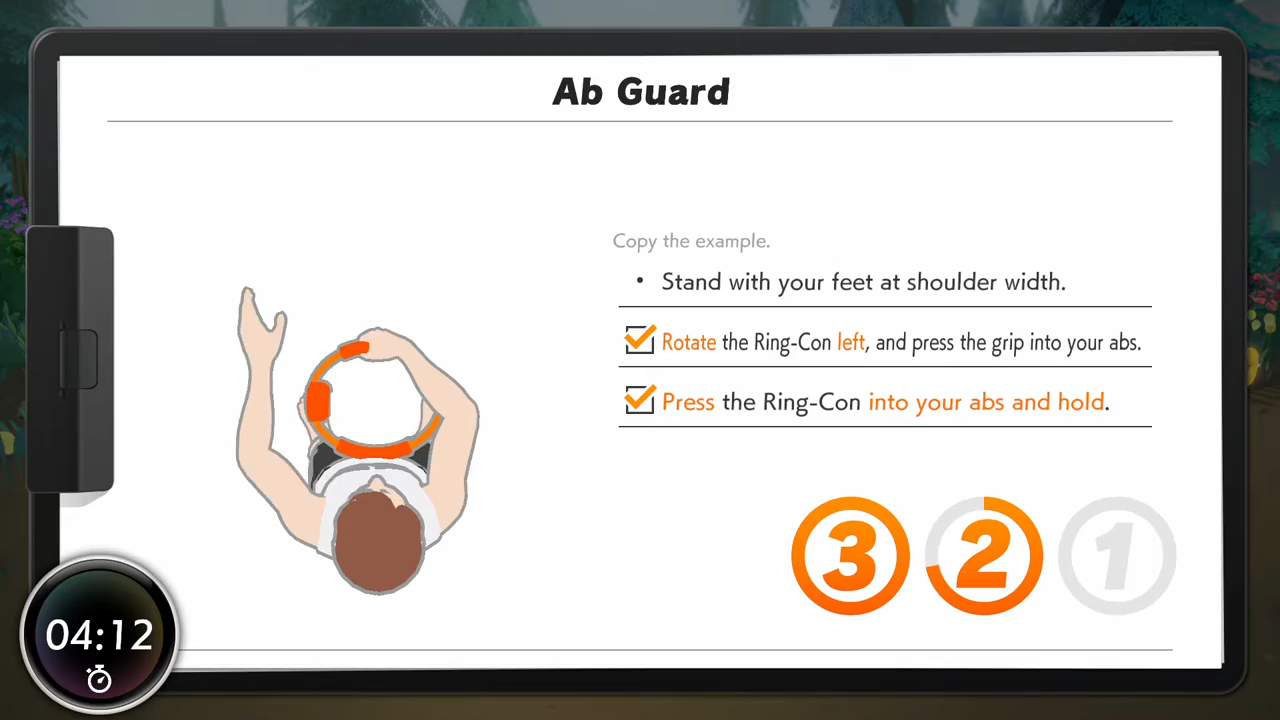 Ab Guard
Copy the example.
• Stand with your feet at shoulder width.
Rotate the Ring-Con left, and press the grip into your abs.
Press the Ring-Con into your abs and hold.
3 2 1
04:12